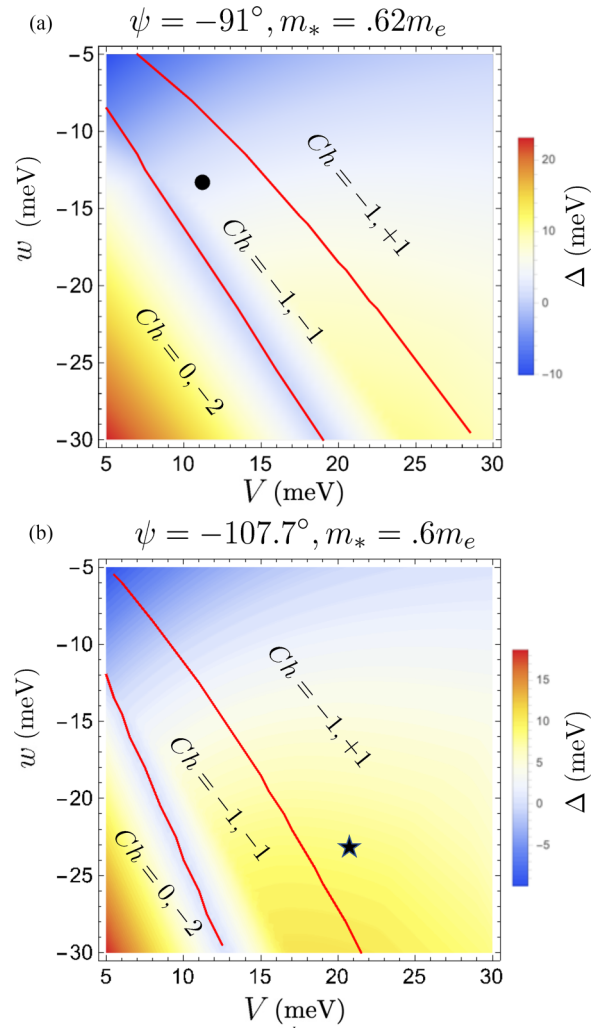 (a)
ψ = −91°, m* = .62mₑ
−5
−10
−15
−20
−25
−30
w (meV)
Ch = −1, +1
Ch = −1, −1
Ch = 0, −2
5 10 15 20 25 30
V (meV)
20
10
0
−10
Δ (meV)
(b)
ψ = −107.7°, m* = .6mₑ
−5
−10
−15
−20
−25
−30
w (meV)
Ch = −1, +1
Ch = −1, −1
Ch = 0, −2
5 10 15 20 25 30
V (meV)
15
10
5
0
−5
Δ (meV)